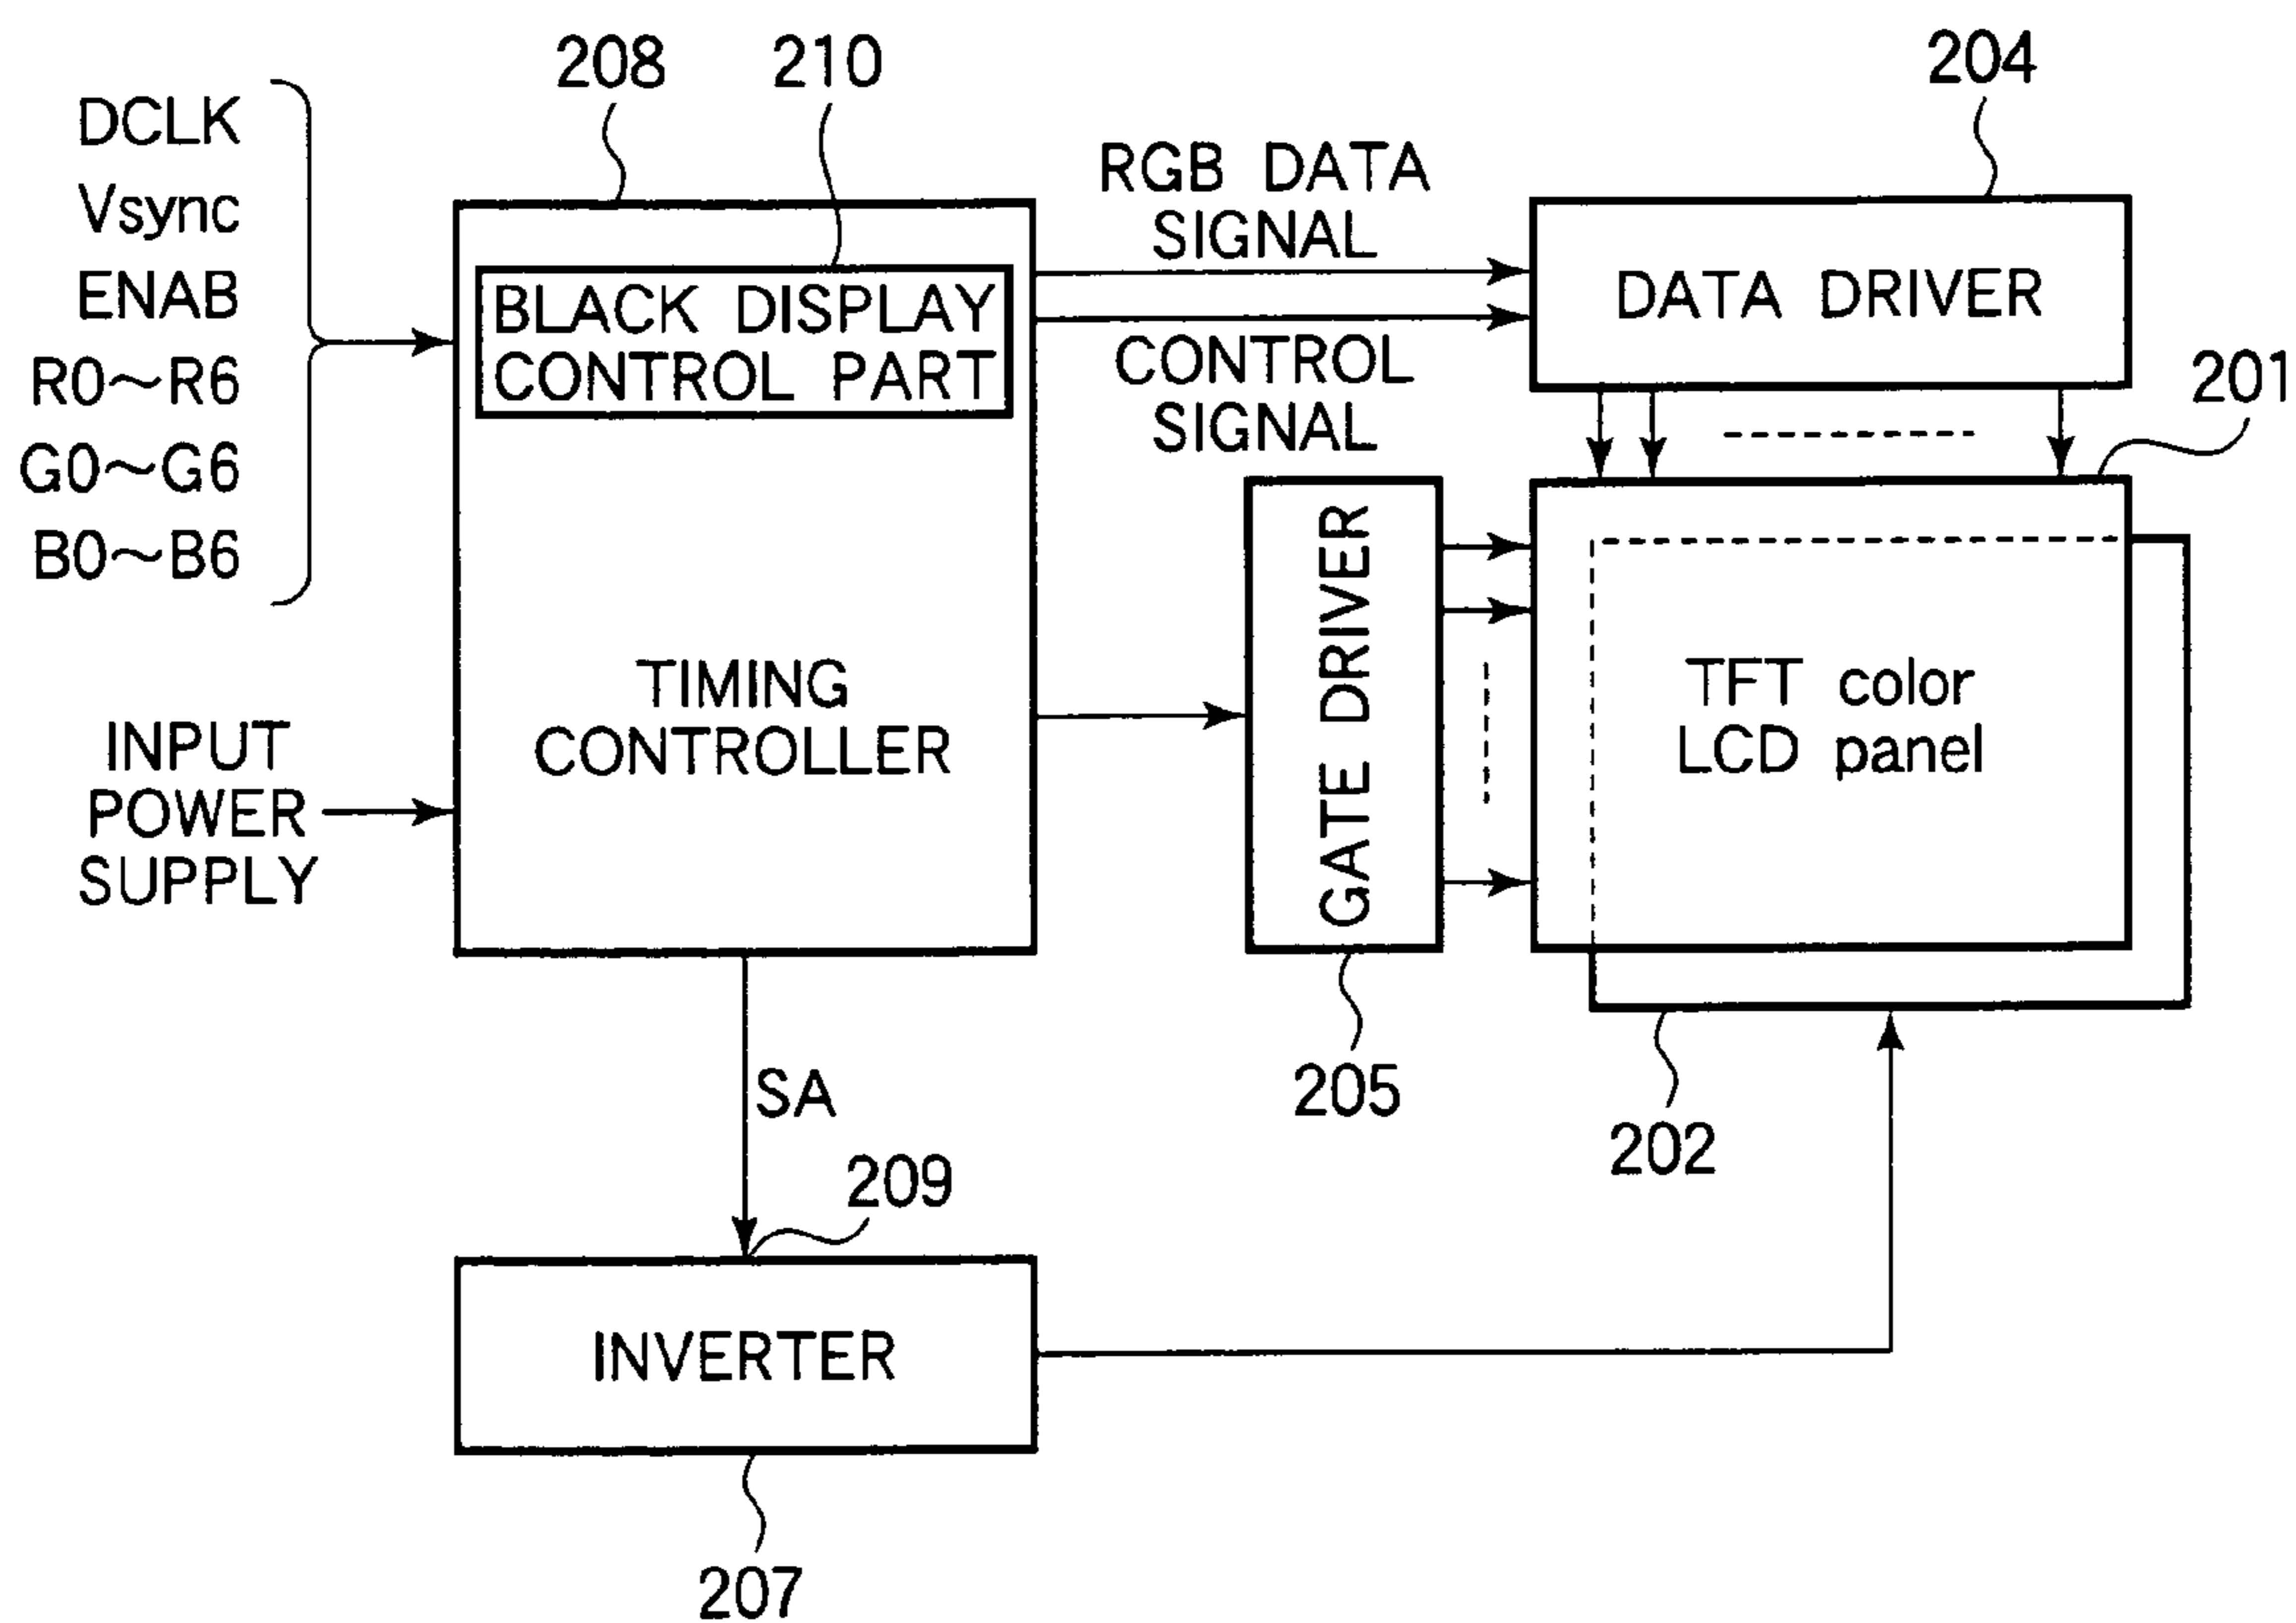 208
210
204
DCLK
Vsync
ENAB
R0～R6
G0～G6
B0～B6
RGB DATA
SIGNAL
CONTROL
SIGNAL
BLACK DISPLAY
CONTROL PART
DATA DRIVER
201
TIMING
CONTROLLER
GATE DRIVER
TFT color
LCD panel
INPUT
POWER
SUPPLY
205
202
SA
209
INVERTER
207